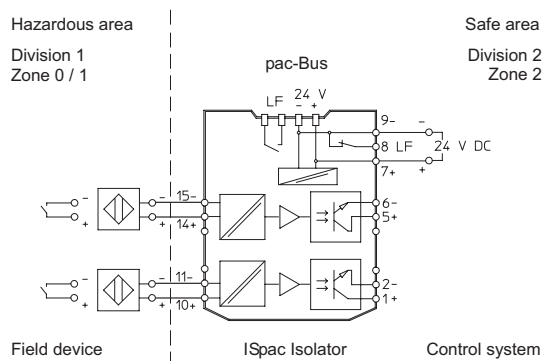 Hazardous area
Safe area
Division 1
Zone 0 / 1
Division 2
Zone 2
pac-Bus
LF 24 V
- +
9- -
8 LF 24 V DC
7+ +
- - 15- 6-
+ + 14+ 5+
- - 11- 2-
+ + 10+ 1+
Field device
ISpac Isolator
Control system